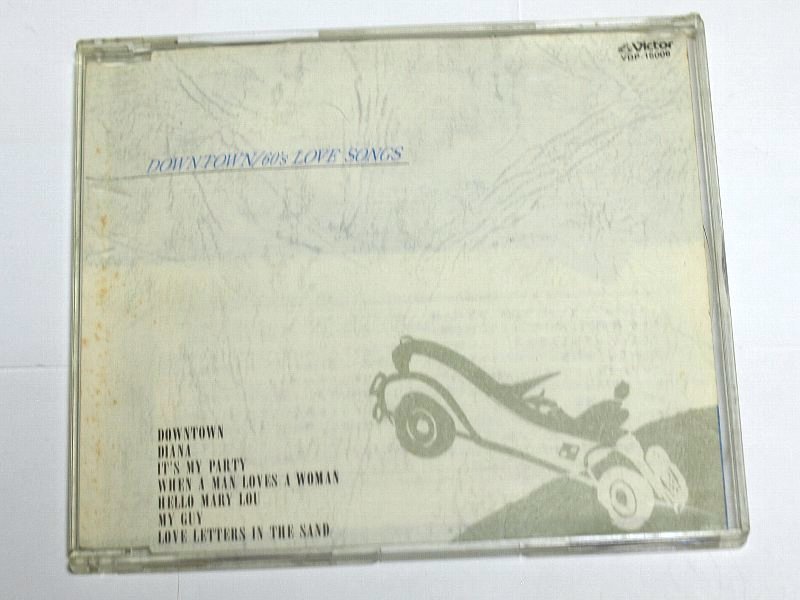 Victor
VDP-15006
DOWNTOWN/60's LOVE SONGS
DOWNTOWN
DIANA
IT'S MY PARTY
WHEN A MAN LOVES A WOMAN
HELLO MARY LOU
MY GUY
LOVE LETTERS IN THE SAND